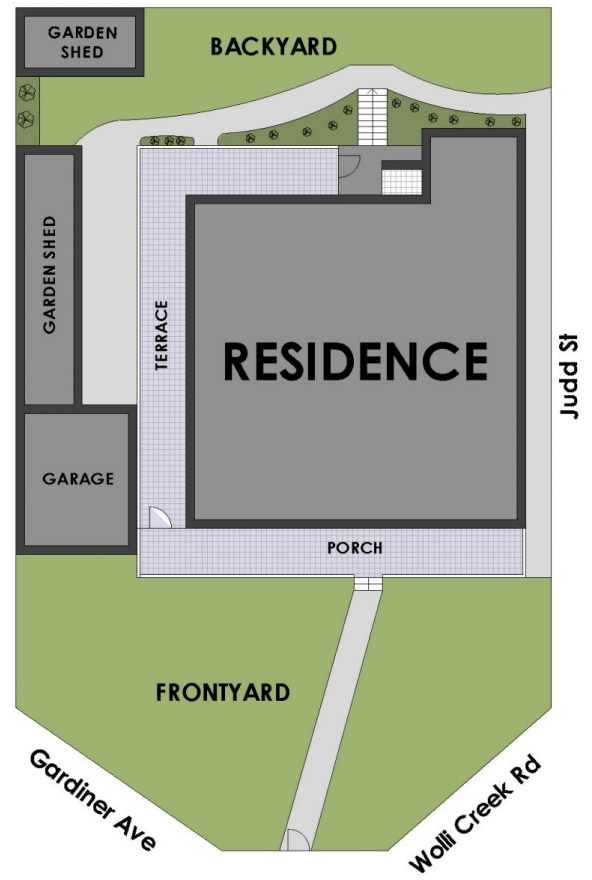 GARDEN
SHED
BACKYARD
GARDEN SHED
TERRACE
RESIDENCE
Judd St
GARAGE
PORCH
FRONTYARD
Gardiner Ave
Wolli Creek Rd